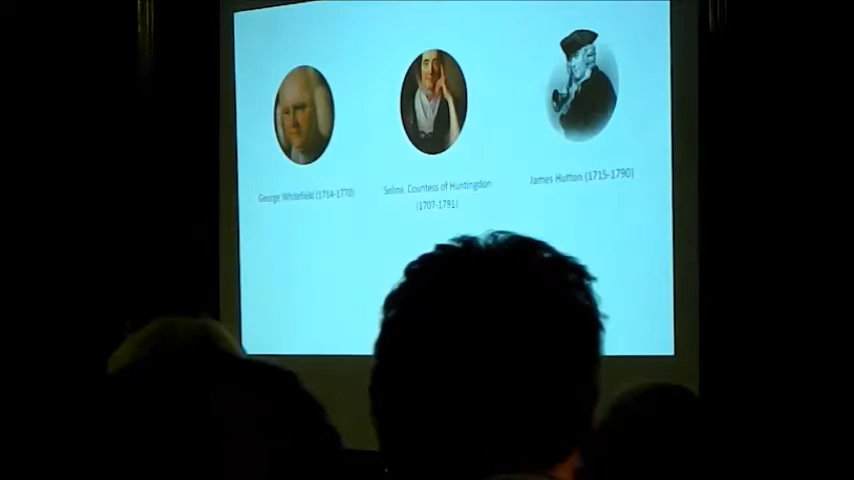 George Whitefield (1714-1770)
Selina, Countess of Huntingdon
(1707-1791)
James Hutton (1715-1790)